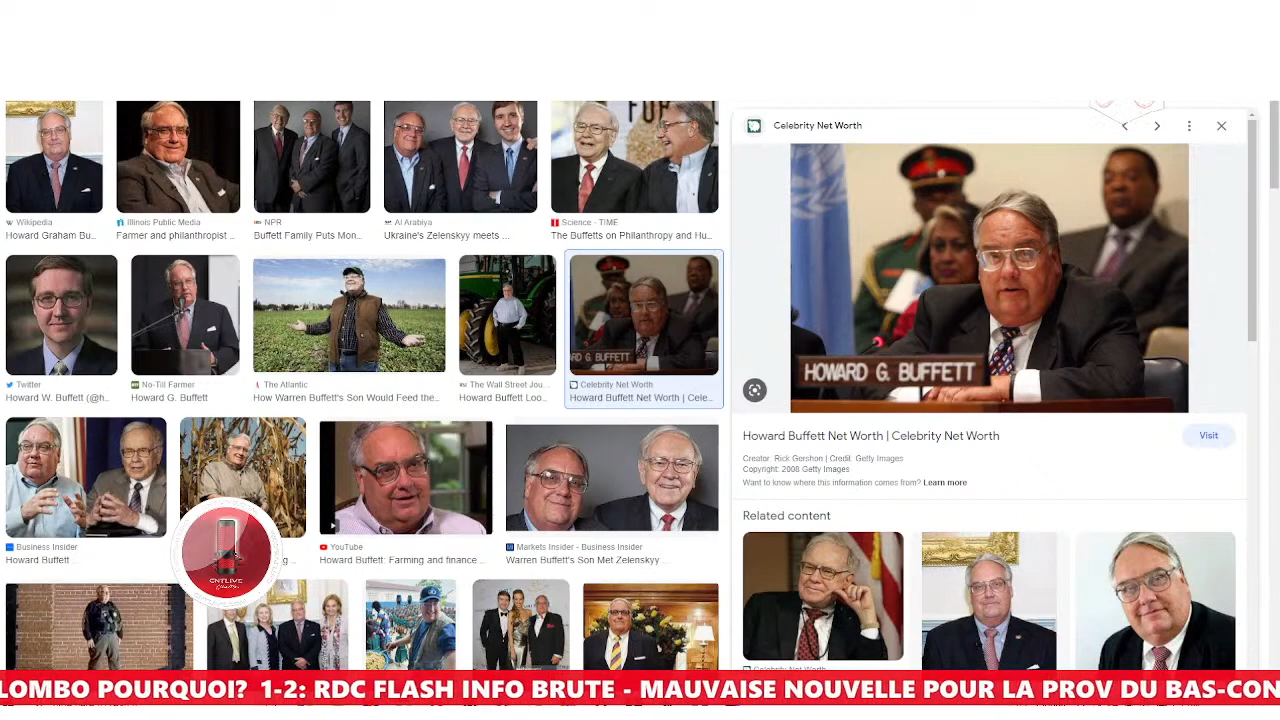 Wikipedia
Howard Graham Bu...
Illinois Public Media
Farmer and philanthropist ...
NPR
Buffett Family Puts Mon...
Al Arabiya
Ukraine's Zelenskyy meets ...
Science - TIME
The Buffetts on Philanthropy and Hu...
Twitter
Howard W. Buffett (@h...
No-Till Farmer
Howard G. Buffett
The Atlantic
How Warren Buffett's Son Would Feed the...
The Wall Street Jou...
Howard Buffett Loo...
RD G. BUFFETT
Celebrity Net Worth
Howard Buffett Net Worth | Cele...
Business Insider
Howard Buffett ...
YouTube
Howard Buffett: Farming and finance ...
Markets Insider - Business Insider
Warren Buffett's Son Met Zelenskyy ...
CNTLIVE
Celebrity Net Worth
HOWARD G. BUFFETT
Howard Buffett Net Worth | Celebrity Net Worth
Visit
Creator: Rick Gershon | Credit: Getty Images
Copyright: 2008 Getty Images
Want to know where this information comes from? Learn more
Related content
Celebrity Net Worth
LOMBO POURQUOI? 1-2: RDC FLASH INFO BRUTE - MAUVAISE NOUVELLE POUR LA PROV DU BAS-CON